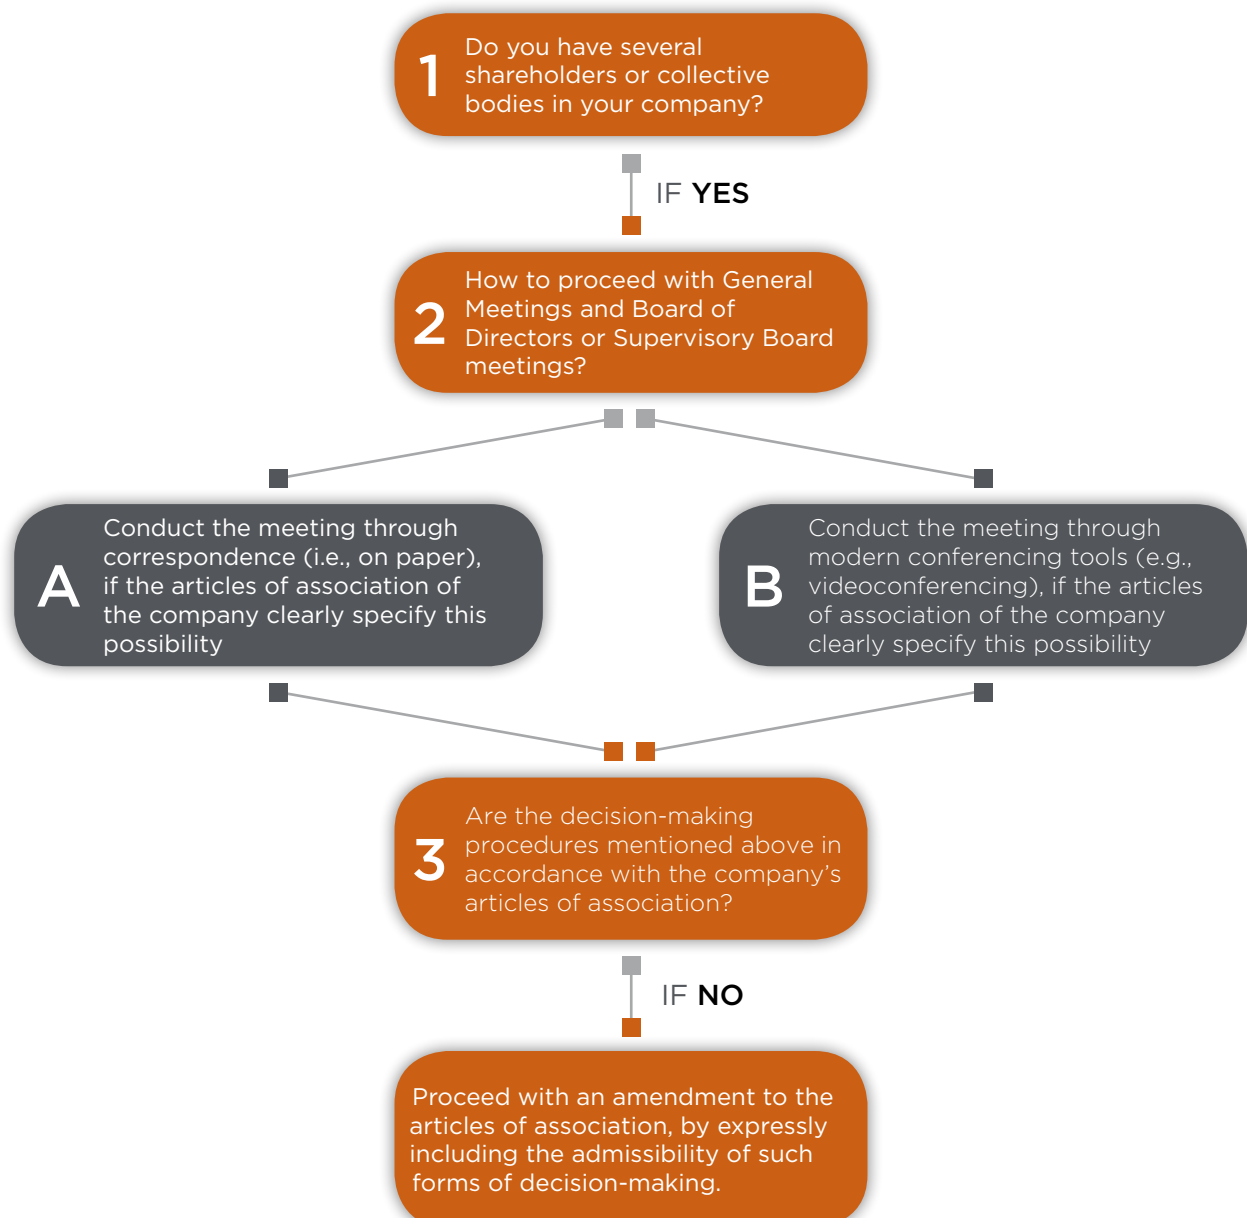 1
Do you have several
shareholders or collective
bodies in your company?
IF YES
2
How to proceed with General
Meetings and Board of
Directors or Supervisory Board
meetings?
A
Conduct the meeting through
correspondence (i.e., on paper),
if the articles of association of
the company clearly specify this
possibility
B
Conduct the meeting through
modern conferencing tools (e.g.,
videoconferencing), if the articles
of association of the company
clearly specify this possibility
3
Are the decision-making
procedures mentioned above in
accordance with the company’s
articles of association?
IF NO
Proceed with an amendment to the
articles of association, by expressly
including the admissibility of such
forms of decision-making.